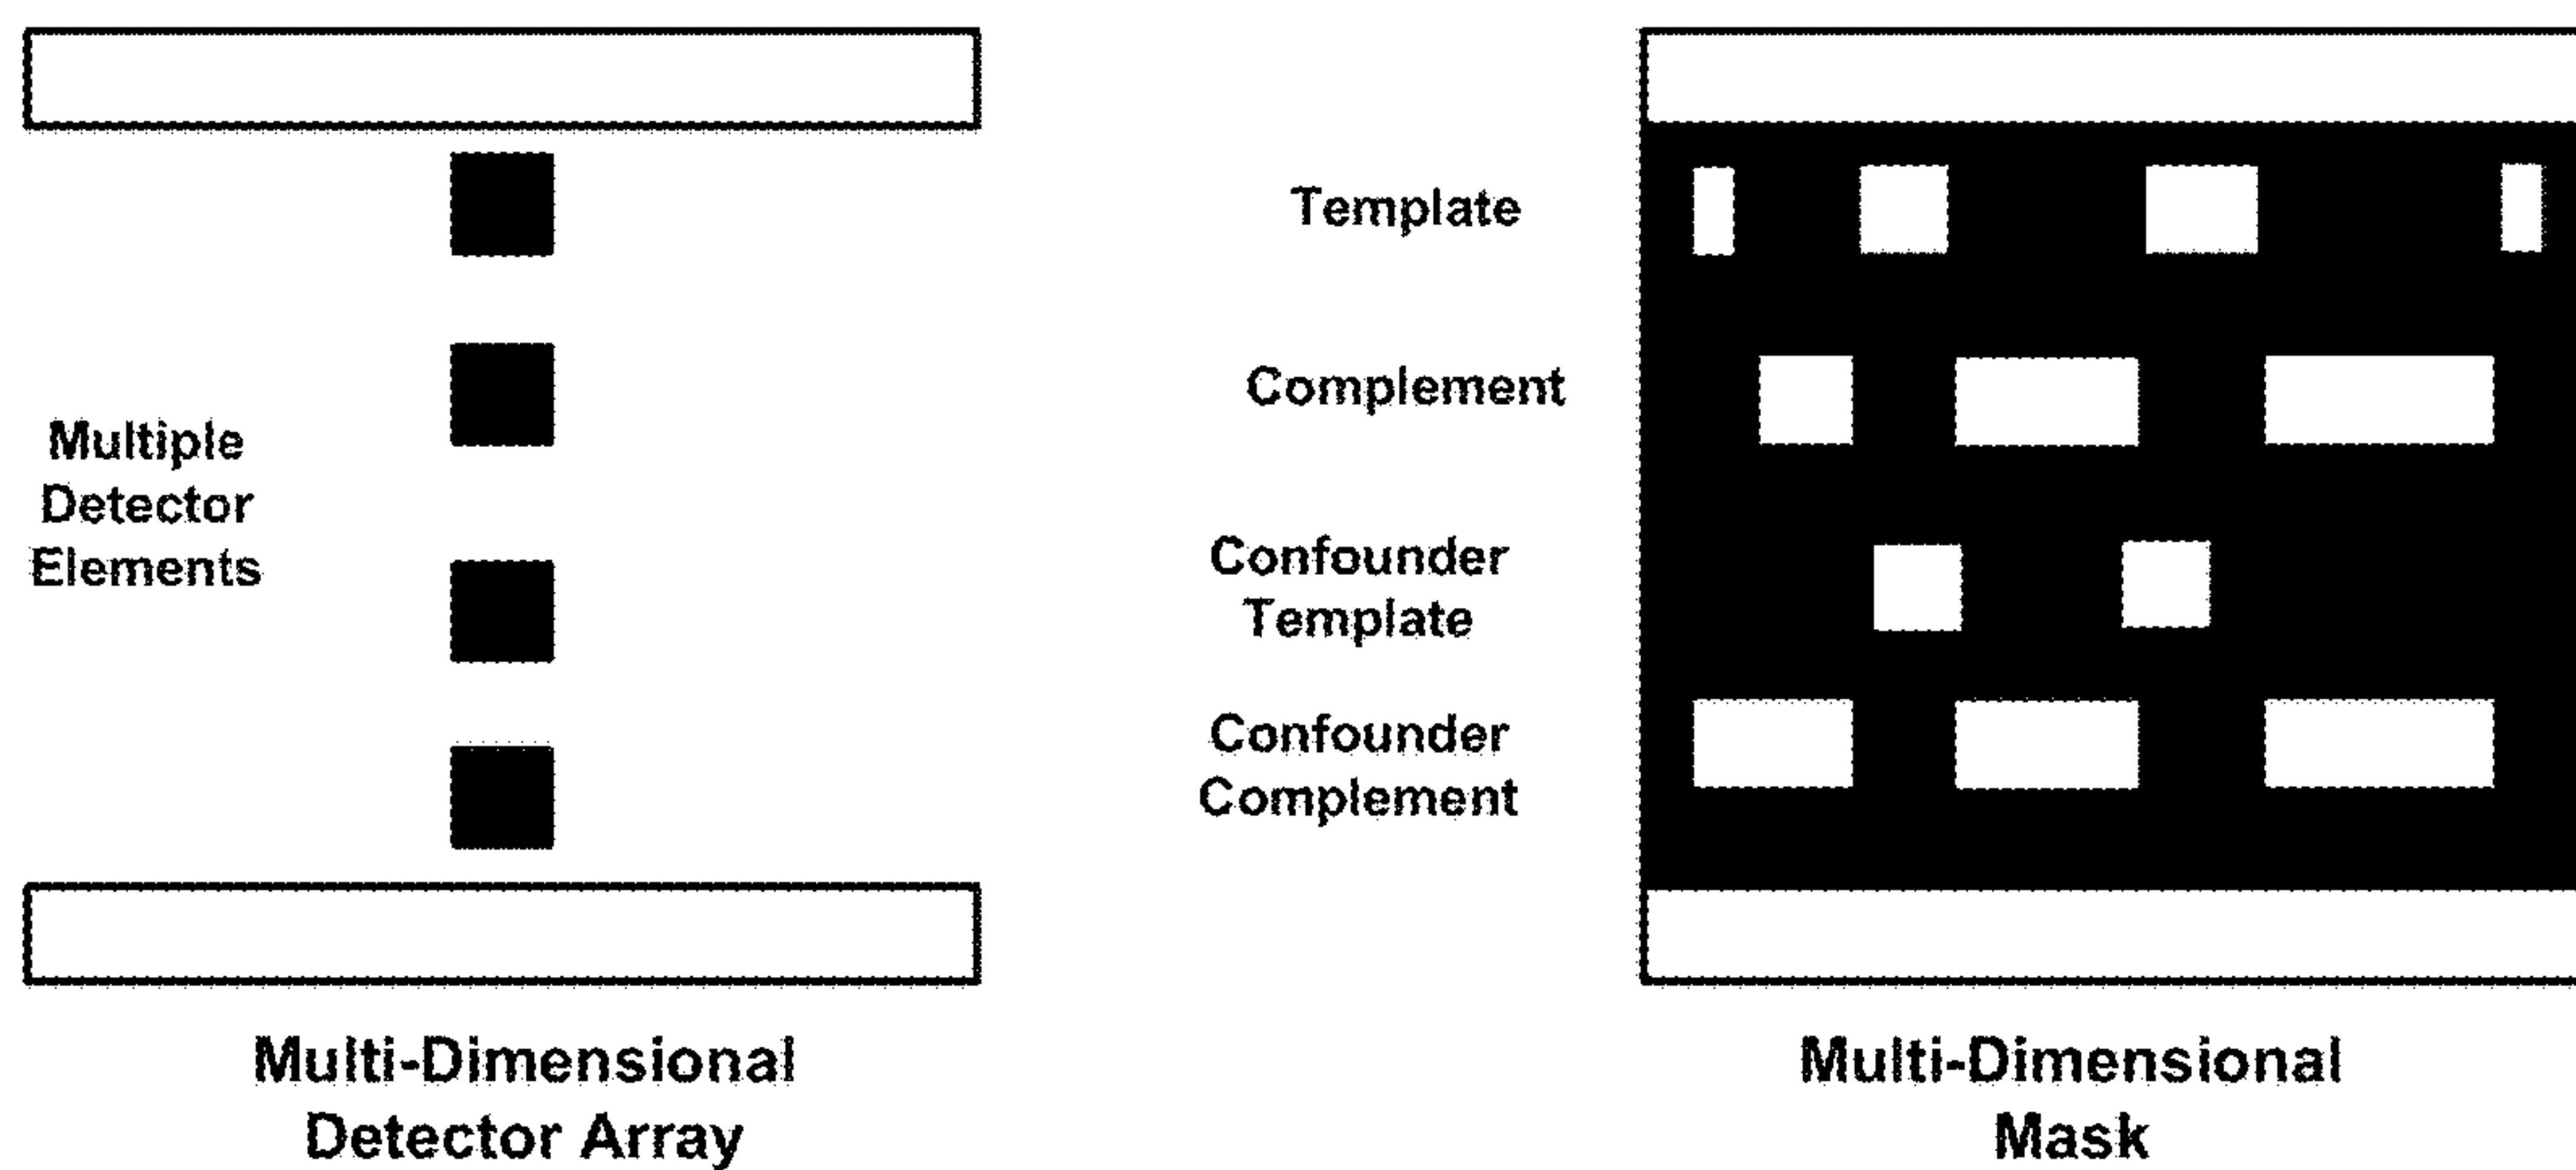 Multiple
Detector
Elements
Multi-Dimensional
Detector Array
Template
Complement
Confounder
Template
Confounder
Complement
Multi-Dimensional
Mask